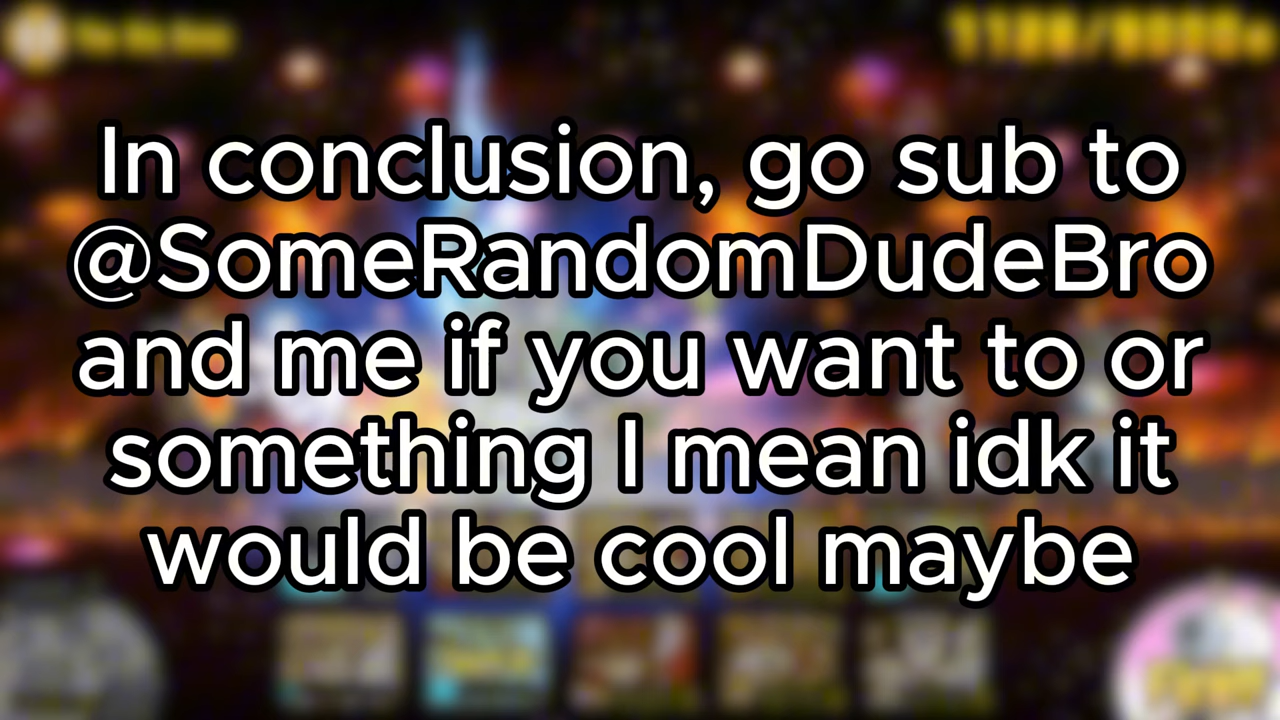 In conclusion, go sub to
@SomeRandomDudeBro
and me if you want to or
something I mean idk it
would be cool maybe